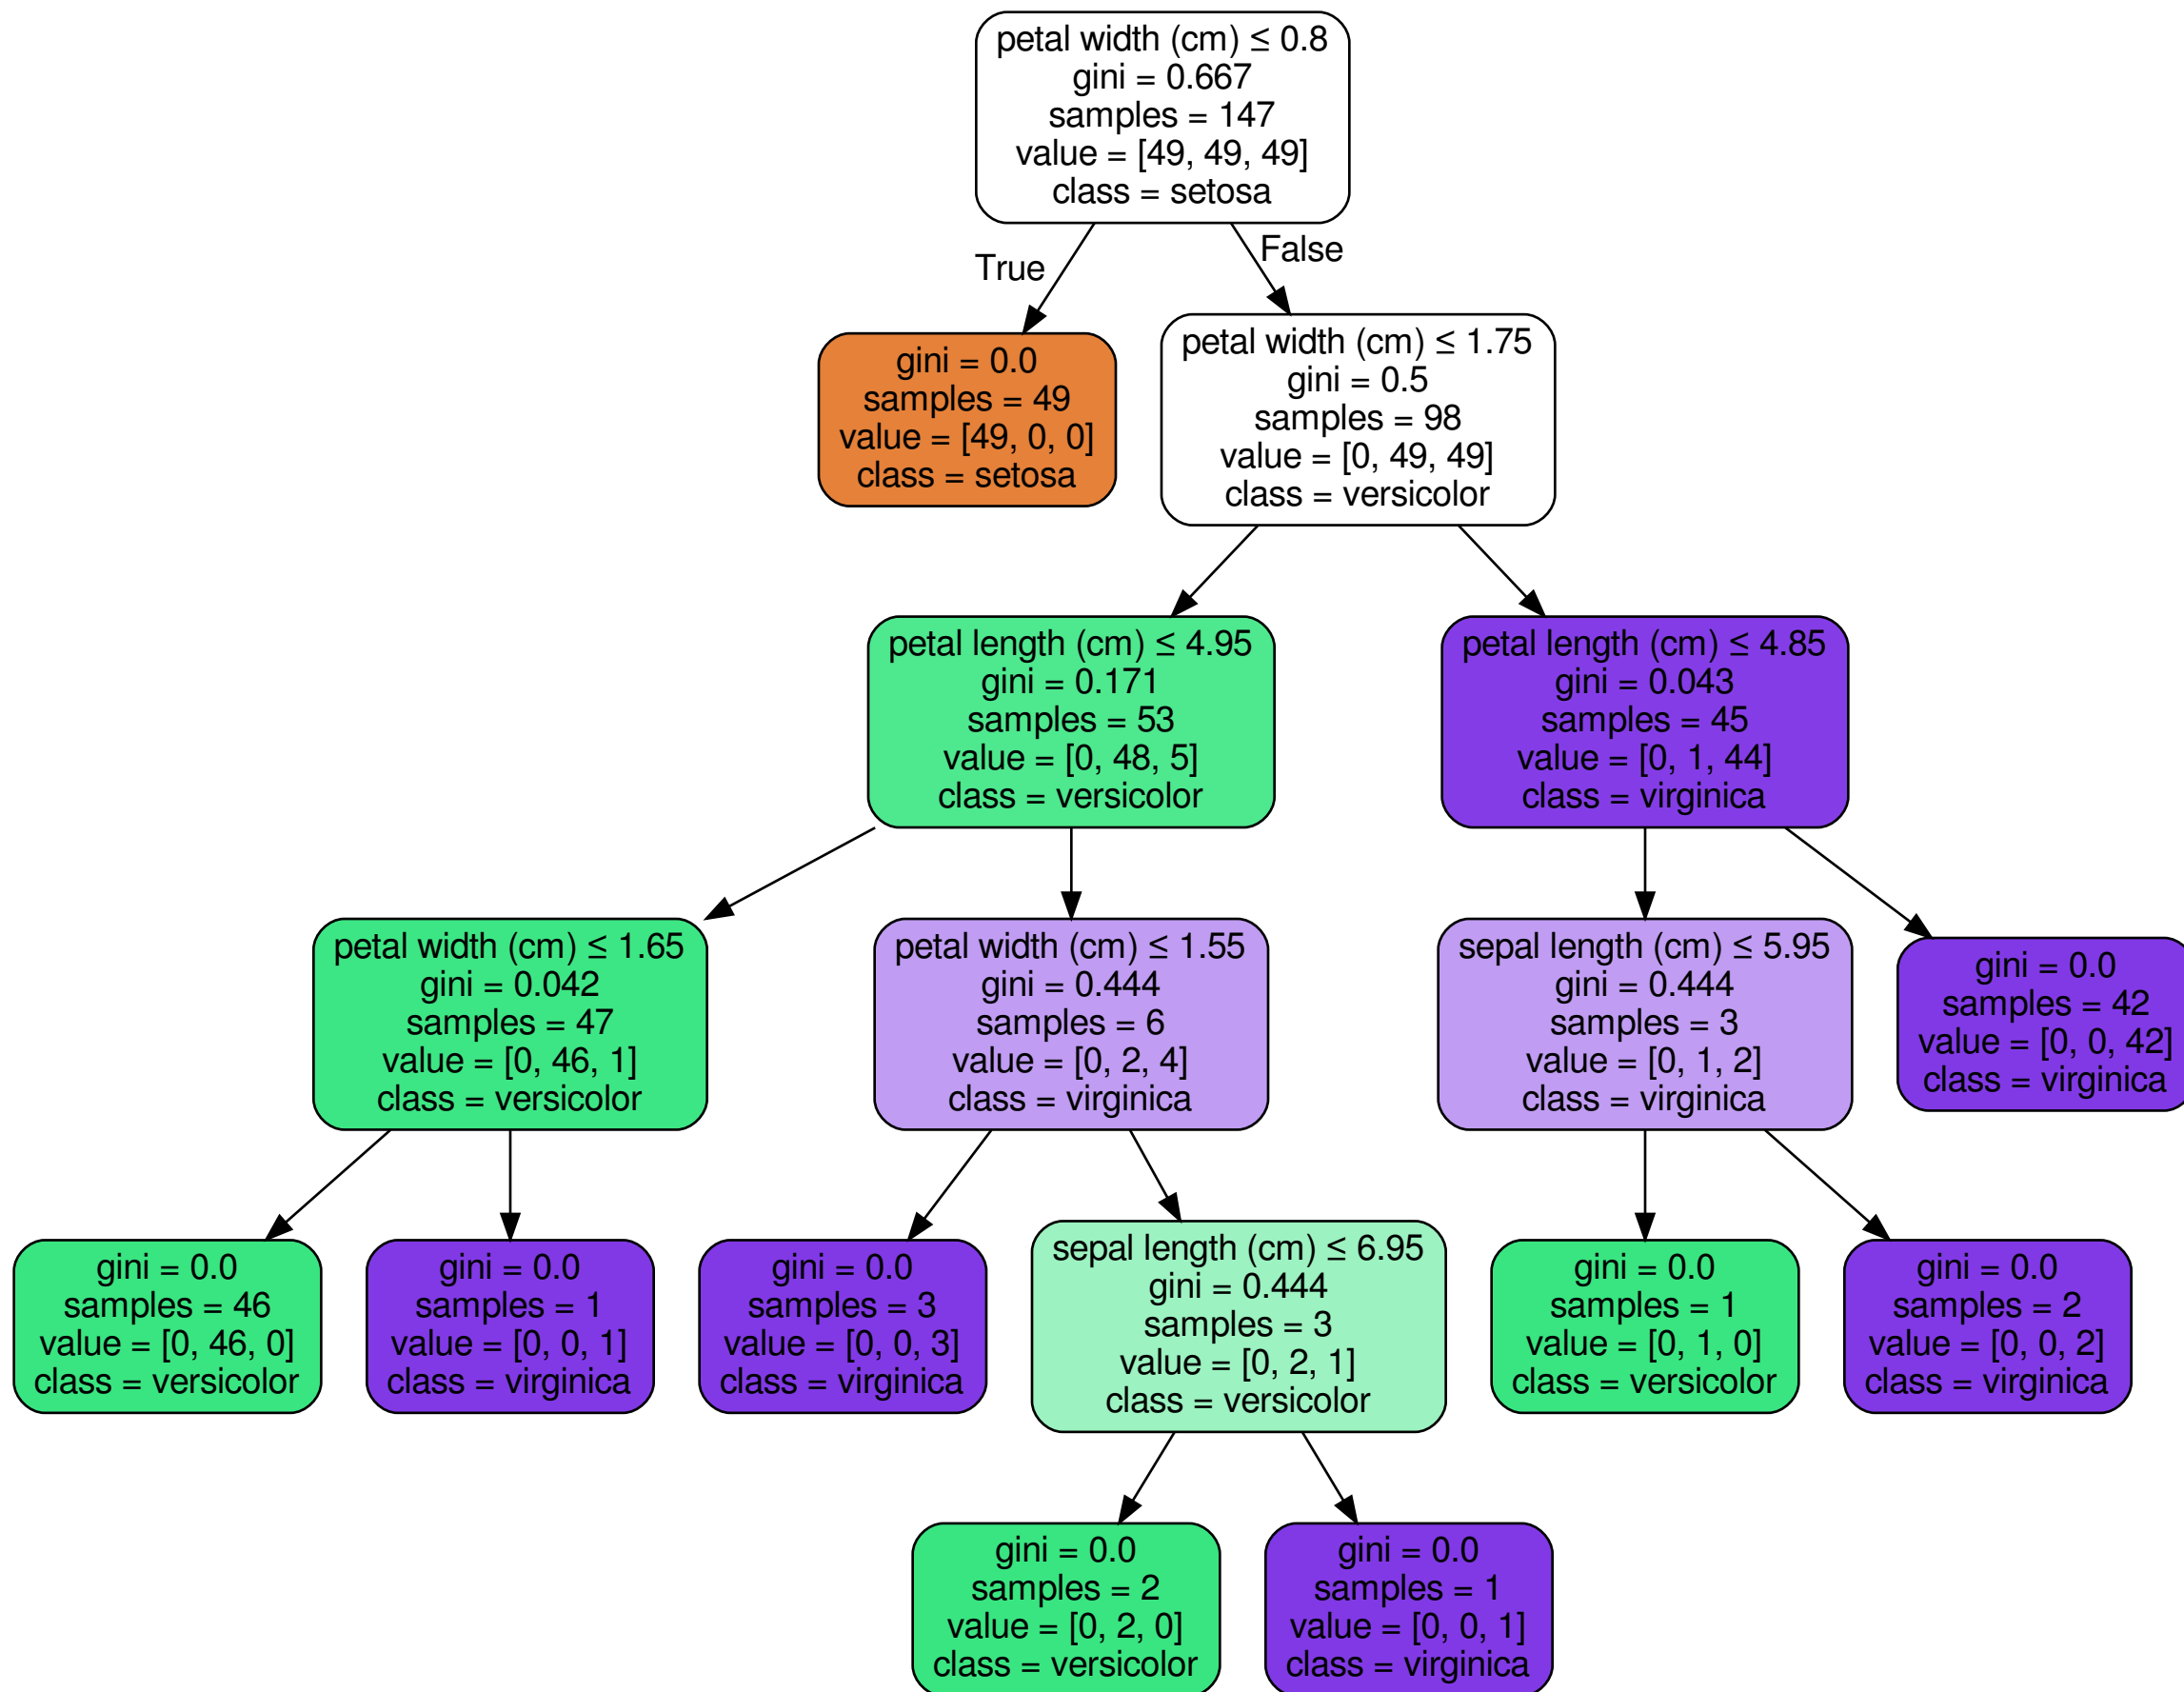 petal width (cm) ≤ 0.8
gini = 0.667
samples = 147
value = [49, 49, 49]
class = setosa
True
False
gini = 0.0
samples = 49
value = [49, 0, 0]
class = setosa
petal width (cm) ≤ 1.75
gini = 0.5
samples = 98
value = [0, 49, 49]
class = versicolor
petal length (cm) ≤ 4.95
gini = 0.171
samples = 53
value = [0, 48, 5]
class = versicolor
petal length (cm) ≤ 4.85
gini = 0.043
samples = 45
value = [0, 1, 44]
class = virginica
petal width (cm) ≤ 1.65
gini = 0.042
samples = 47
value = [0, 46, 1]
class = versicolor
petal width (cm) ≤ 1.55
gini = 0.444
samples = 6
value = [0, 2, 4]
class = virginica
sepal length (cm) ≤ 5.95
gini = 0.444
samples = 3
value = [0, 1, 2]
class = virginica
gini = 0.0
samples = 42
value = [0, 0, 42]
class = virginica
gini = 0.0
samples = 46
value = [0, 46, 0]
class = versicolor
gini = 0.0
samples = 1
value = [0, 0, 1]
class = virginica
gini = 0.0
samples = 3
value = [0, 0, 3]
class = virginica
sepal length (cm) ≤ 6.95
gini = 0.444
samples = 3
value = [0, 2, 1]
class = versicolor
gini = 0.0
samples = 1
value = [0, 1, 0]
class = versicolor
gini = 0.0
samples = 2
value = [0, 0, 2]
class = virginica
gini = 0.0
samples = 2
value = [0, 2, 0]
class = versicolor
gini = 0.0
samples = 1
value = [0, 0, 1]
class = virginica